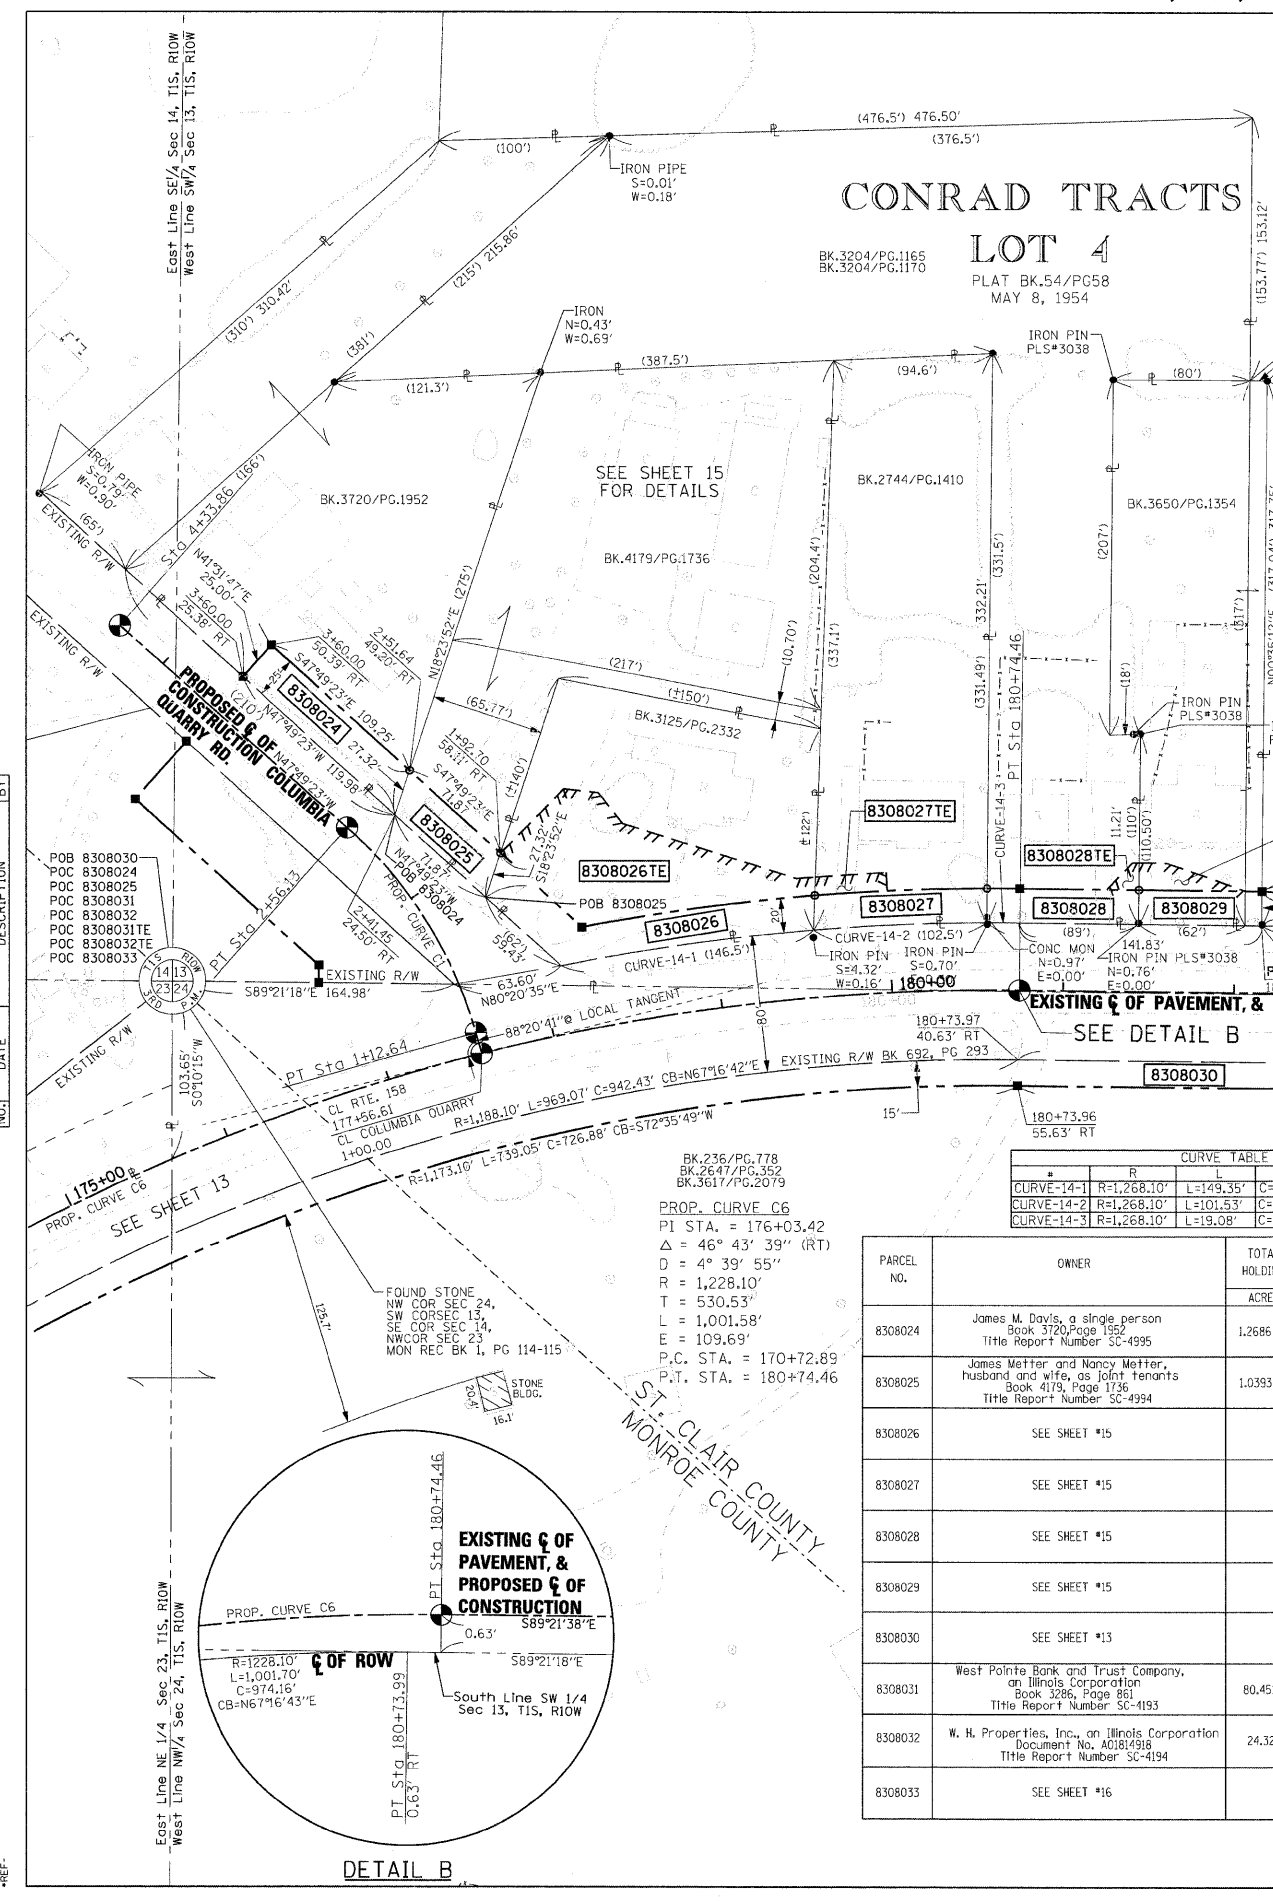 East Line SE1/4 Sec 14, T1S, R10W
West Line SW1/4 Sec 13, T1S, R10W
(476.5') 476.50'
(100')
(376.5')
IRON PIPE
S=0.01'
W=0.18'
CONRAD TRACTS
LOT 4
PLAT BK.54/PG58
MAY 8, 1954
BK.3204/PG.1165
BK.3204/PG.1170
(153.77') 153.12'
(310') 310.42'
(215') 215.86'
(381')
IRON
N=0.43'
W=0.69'
(387.5')
(121.3')
(94.6')
IRON PIN
PLS#3038
(80')
IRON PIPE
S=0.79'
W=0.90'
(65')
EXISTING R/W
Sta 4+33.86 (166')
BK.3720/PG.1952
SEE SHEET 15
FOR DETAILS
BK.2744/PG.1410
BK.3650/PG.1354
BK.4179/PG.1736
(207')
(204.4')
(331.5')
332.21'
(317')
N41°31'47"E
25.00'
3+60.00
25.38' RT
3+60.00
50.39' RT
2+51.64
49.20' RT
S47°49'23"E 109.25'
N18°23'52"E (275')
EXISTING R/W
25'
8308024
(210')
N47°49'23"W 119.98'
27.32'
N47°49'23"W
PROPOSED ℄ OF
CONSTRUCTION COLUMBIA
QUARRY RD.
(65.77')
(217')
(±150')
BK.3125/PG.2332
(10.70')
(337.1')
(331.49')
PT Sta 180+74.46
(18')
IRON PIN
PLS#3038
1+92.70
58.11' RT
S47°49'23"E
71.87'
(±140')
(±122')
27.32'
S18°23'52"E
8308025
71.87'
N47°49'23"W
POB 8308024
PROP. CURVE C1
8308026TE
8308027TE
8308028TE
CURVE-14-3
11.21'
(110')
(110.50')
POB 8308030
POC 8308024
POC 8308025
POC 8308031
POC 8308032
POC 8308031TE
POC 8308032TE
POC 8308033
PT Sta 2+56.13
2+41.45
24.50' RT
POB 8308025
8308026
8308027
8308028
8308029
20'
(62')
59.43'
CURVE-14-1 (146.5')
CURVE-14-2 (102.5')
(89')
(62')
IRON PIN
S=4.32'
W=0.16'
IRON PIN
S=0.70'
E=0.00'
CONC MON
N=0.97'
E=0.00'
141.83'
IRON PIN PLS#3038
N=0.76'
E=0.00'
T1S R10W
14 13
23 24
3RD P.M.
EXISTING R/W
S89°21'18"E 164.98'
63.60'
N80°20'35"E
180+00
EXISTING ℄ OF PAVEMENT, &
SEE DETAIL B
EXISTING R/W
103.65'
S0°10'15"W
88°20'41"@ LOCAL TANGENT
PT Sta 1+12.64
80'
180+73.97
40.63' RT
EXISTING R/W BK 692, PG 293
8308030
CL RTE. 158
177+56.61
CL COLUMBIA QUARRY
1+00.00
R=1,188.10' L=969.07' C=942.43' CB=N67°16'42"E
R=1,173.10' L=739.05' C=726.88' CB=S72°35'49"W
15'
180+73.96
55.63' RT
175+00
PROP. CURVE C6
SEE SHEET 13
BK.236/PG.778
BK.2647/PG.352
BK.3617/PG.2079
PROP. CURVE C6
PI STA. = 176+03.42
△ = 46° 43' 39" (RT)
D = 4° 39' 55"
R = 1,228.10'
T = 530.53'
L = 1,001.58'
E = 109.69'
P.C. STA. = 170+72.89
P.T. STA. = 180+74.46
CURVE TABLE
# R L
CURVE-14-1 R=1,268.10' L=149.35' C=
CURVE-14-2 R=1,268.10' L=101.53' C=
CURVE-14-3 R=1,268.10' L=19.08' C=
FOUND STONE
NW COR SEC 24,
SW CORSEC 13,
SE COR SEC 14,
NWCOR SEC 23
MON REC BK 1, PG 114-115
125.7'
STONE
BLDG.
20.4'
16.1'
ST. CLAIR COUNTY
MONROE COUNTY
PARCEL
NO.
OWNER
ACRE
8308024
James M. Davis, a single person
Book 3720,Page 1952
Title Report Number SC-4995
1.2686
8308025
James Metter and Nancy Metter,
husband and wife, as joint tenants
Book 4179, Page 1736
Title Report Number SC-4994
1.0393
8308026 SEE SHEET #15
8308027 SEE SHEET #15
8308028 SEE SHEET #15
8308029 SEE SHEET #15
8308030 SEE SHEET #13
8308031
West Pointe Bank and Trust Company,
an Illinois Corporation
Book 3286, Page 861
Title Report Number SC-4193
8308032
W. H. Properties, Inc., an Illinois Corporation
Document No. A01814918
Title Report Number SC-4194
24.32
8308033 SEE SHEET #16
PT Sta 180+74.46
EXISTING ℄ OF
PAVEMENT, &
PROPOSED ℄ OF
CONSTRUCTION
S89°21'38"E
PROP. CURVE C6
0.63'
R=1228.10'
L=1,001.70'
C=974.16'
CB=N67°16'43"E
℄ OF ROW
S89°21'18"E
South Line SW 1/4
Sec 13, T1S, R10W
PT Sta 180+73.99
0.63' RT
East Line NE 1/4 Sec 23, T1S, R10W
West Line NW1/4 Sec 24, T1S, R10W
DETAIL B
NO.
DATE
DESCRIPTION
BY